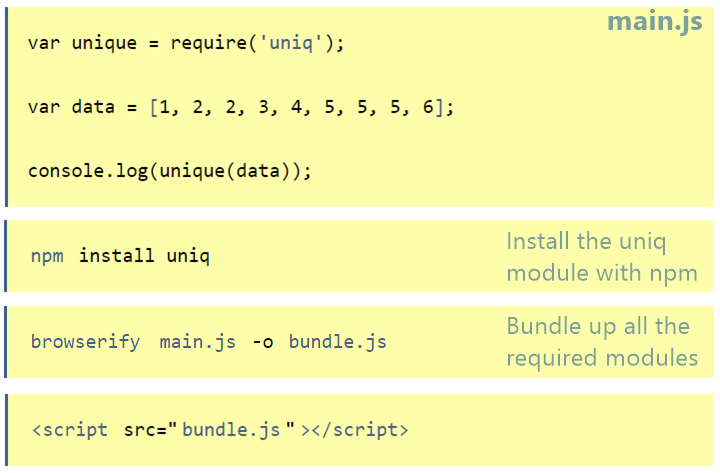 main.js
var unique = require('uniq');
var data = [1, 2, 2, 3, 4, 5, 5, 5, 6];
console.log(unique(data));
npm install uniq
Install the uniq
module with npm
browserify main.js -o bundle.js
Bundle up all the
required modules
<script src="bundle.js"></script>